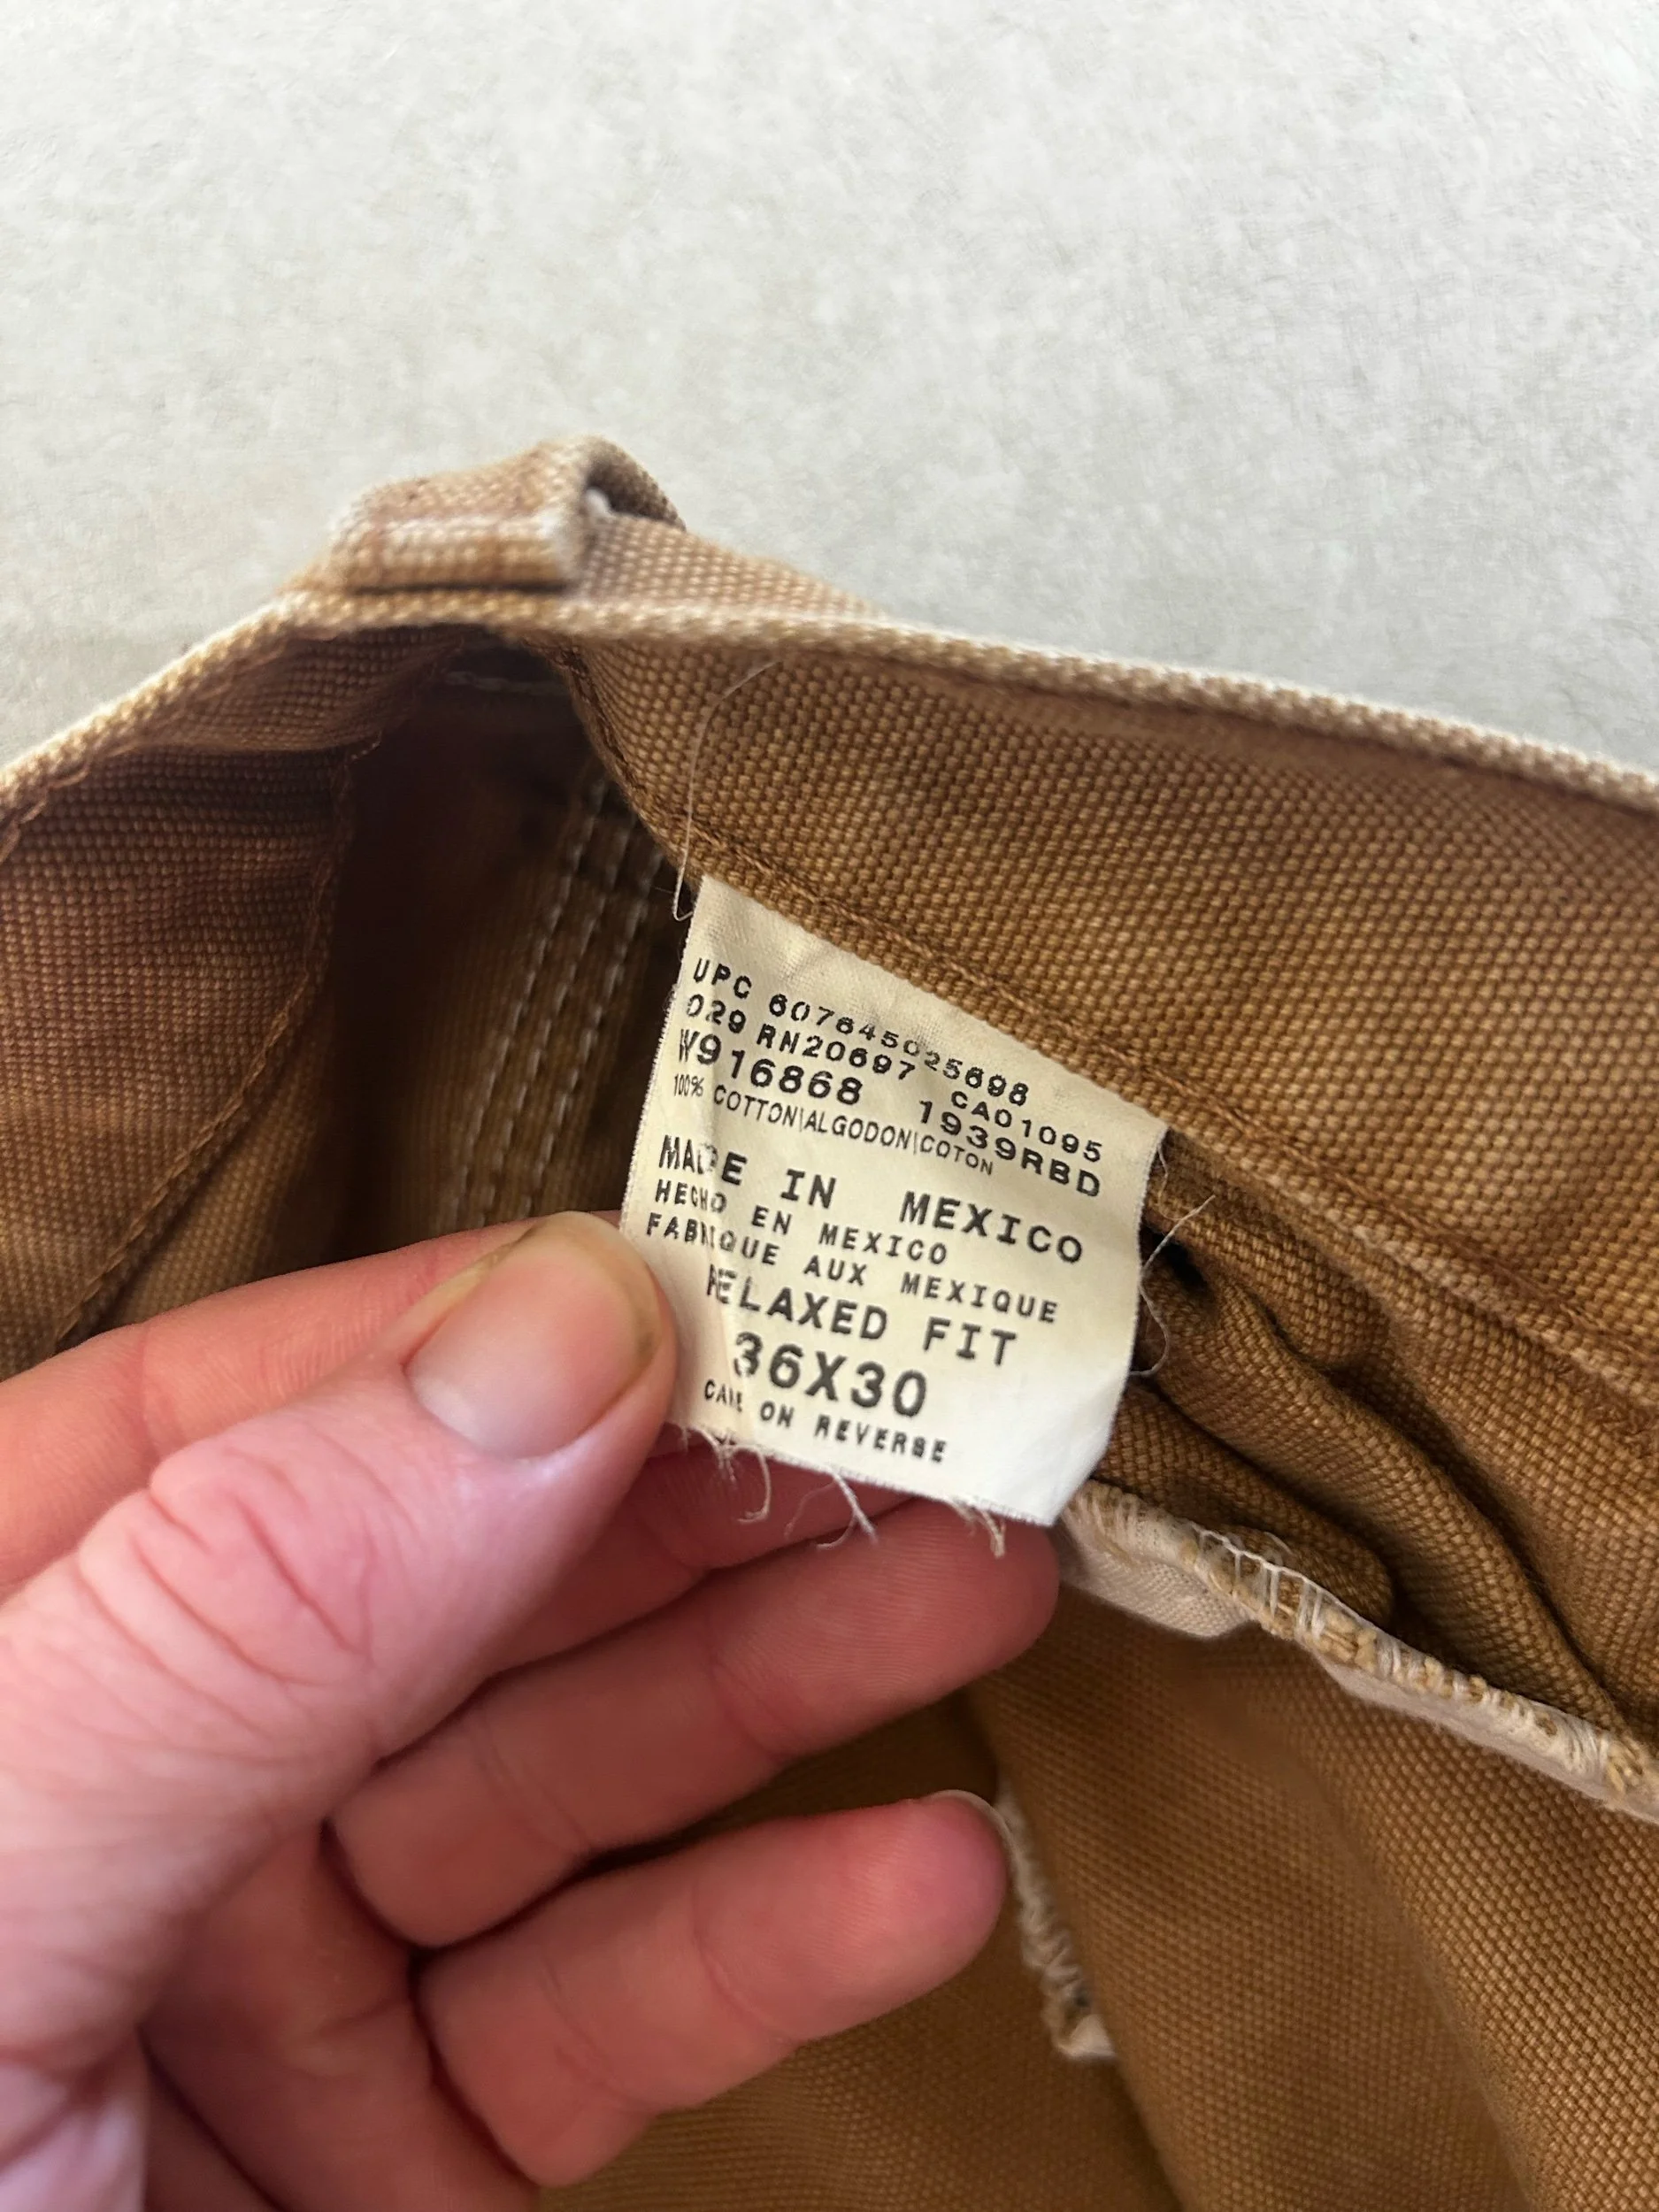 UPC 607645025698
029 RN20697 CA01095
W916868 1939RBD
100% COTTON\ALGODON\COTON
MADE IN MEXICO
HECHO EN MEXICO
FABRIQUE AUX MEXIQUE
RELAXED FIT
36X30
CARE ON REVERSE